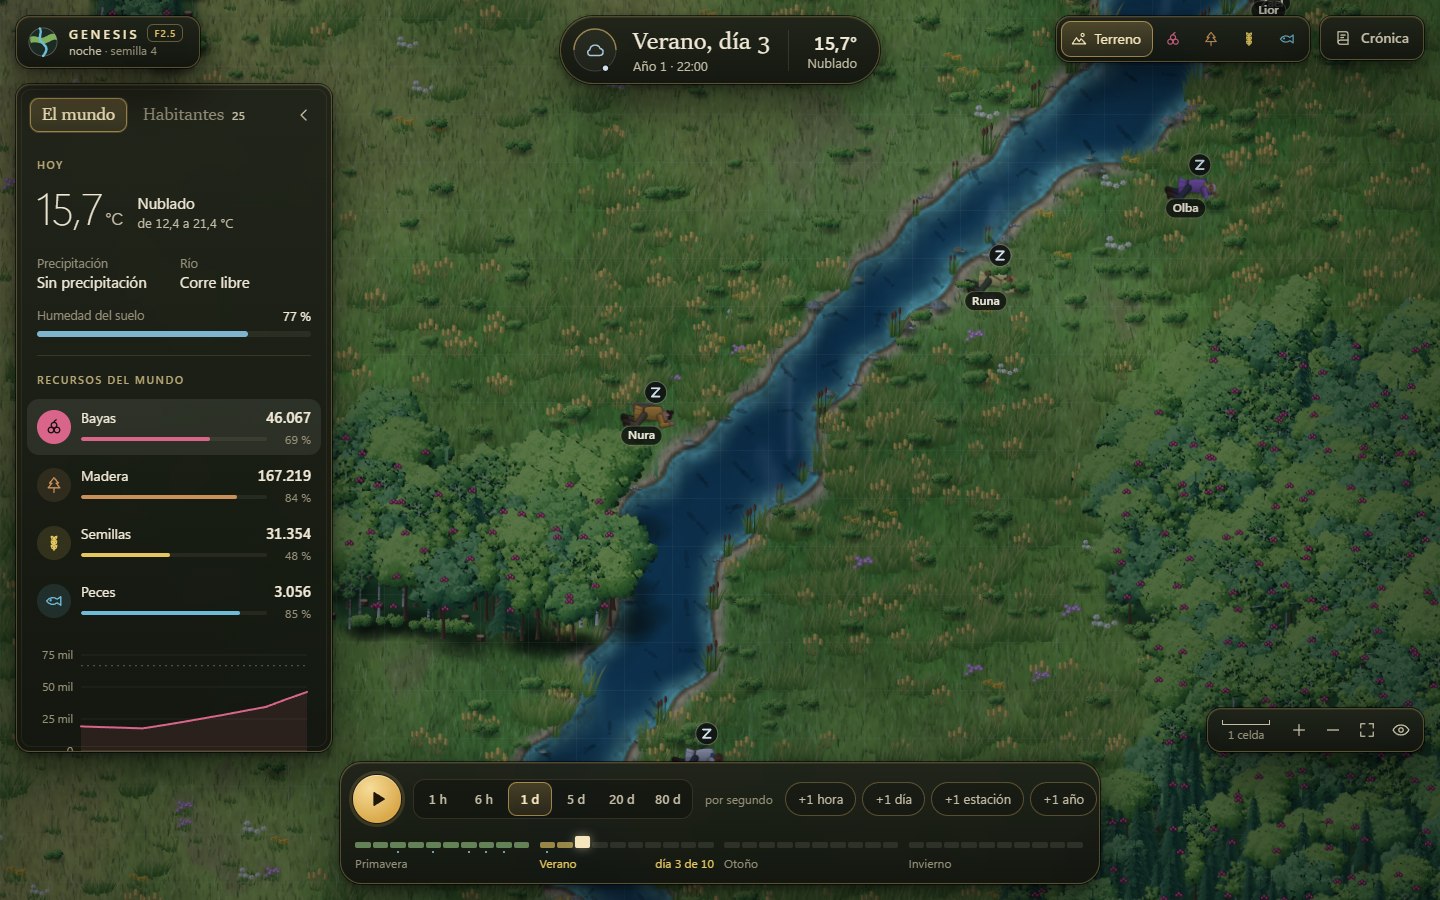 GENESIS F2.5
noche · semilla 4
Verano, día 3
Año 1 · 22:00
15,7°
Nublado
Lior
Terreno
Crónica
El mundo
Habitantes 25
HOY
15,7 °C
Nublado
de 12,4 a 21,4 °C
Precipitación
Sin precipitación
Río
Corre libre
Humedad del suelo 77 %
RECURSOS DEL MUNDO
Bayas 46.067
69 %
Madera 167.219
84 %
Semillas 31.354
48 %
Peces 3.056
85 %
75 mil
50 mil
25 mil
0
Z
Olba
Z
Runa
Z
Nura
Z
1 celda
1 h 6 h 1 d 5 d 20 d 80 d por segundo +1 hora +1 día +1 estación +1 año
Primavera Verano día 3 de 10 Otoño Invierno